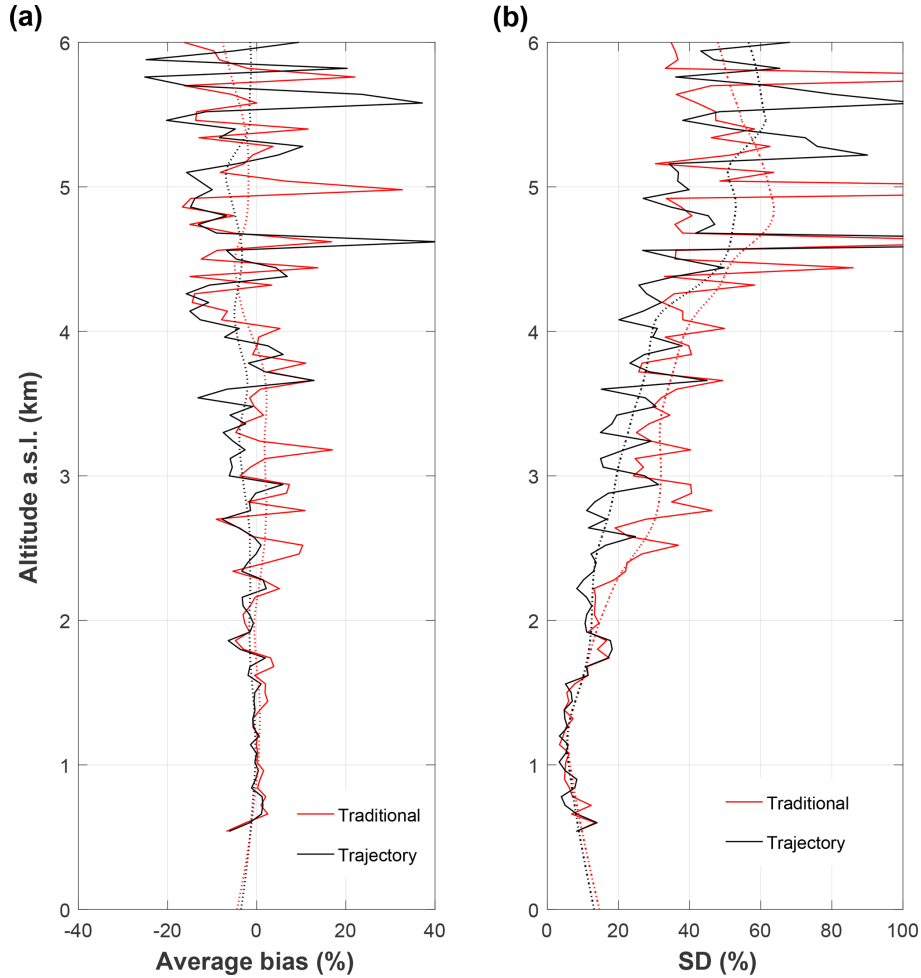 (a)
(b)
6
5
4
3
2
1
0
-40
-20
0
20
40
Altitude a.s.l. (km)
Average bias (%)
Traditional
Trajectory
6
5
4
3
2
1
0
0
20
40
60
80
100
SD (%)
Traditional
Trajectory